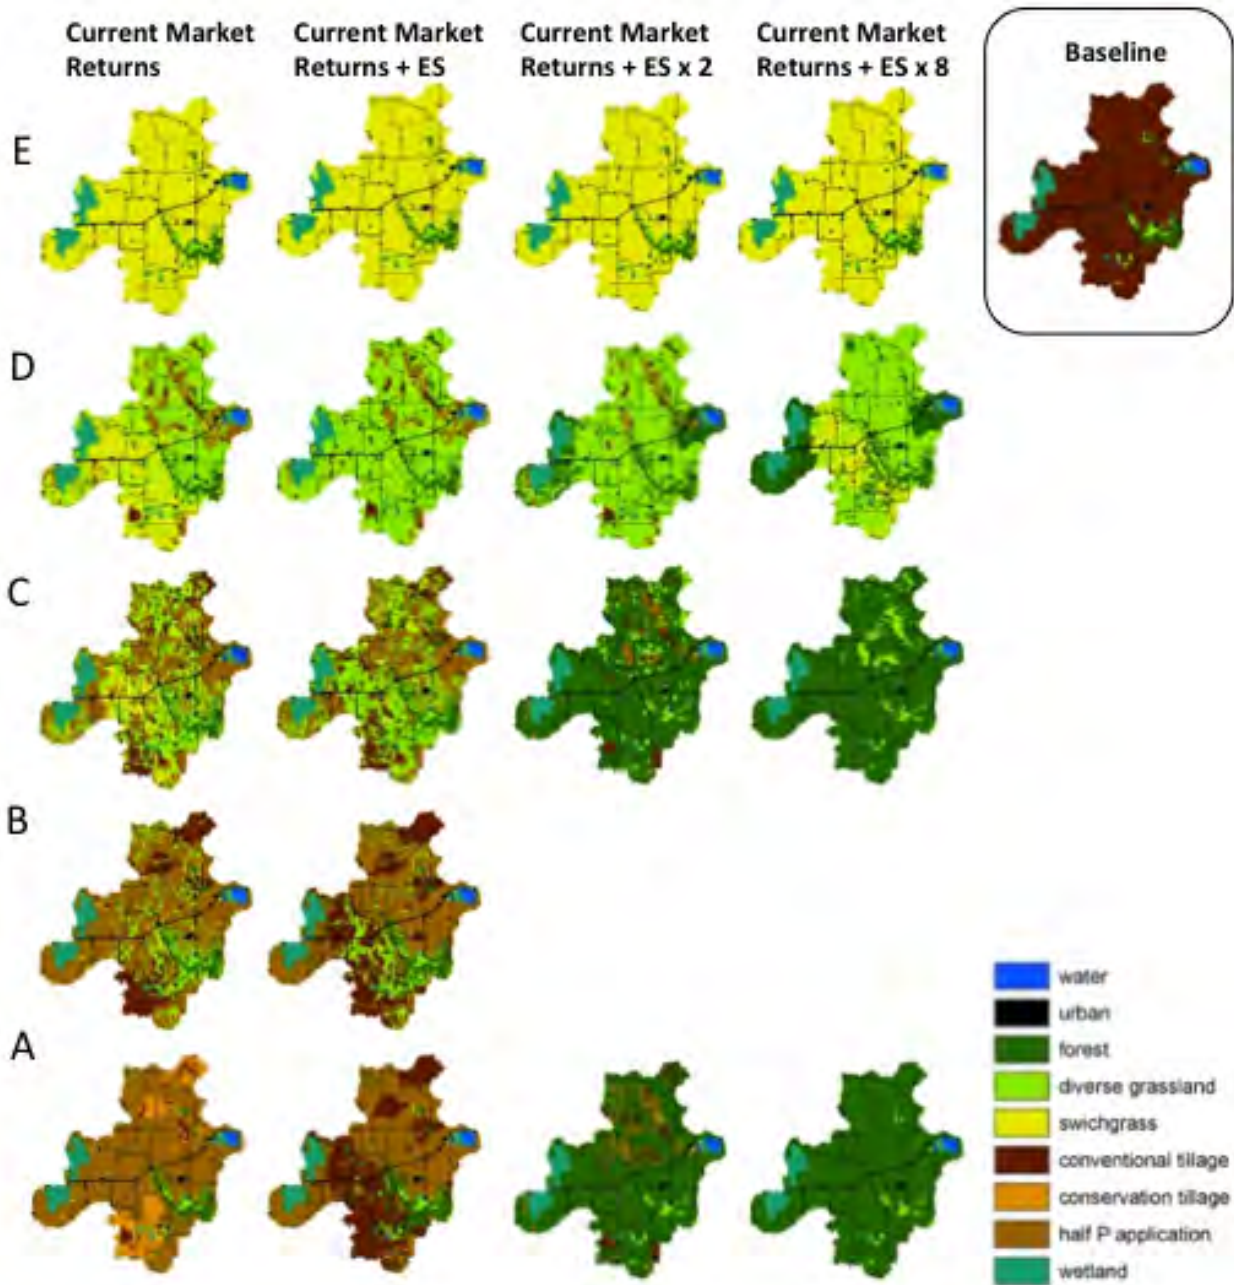 Current Market
Returns
Current Market
Returns + ES
Current Market
Returns + ES x 2
Current Market
Returns + ES x 8
Baseline
E
D
C
B
A
water
urban
forest
diverse grassland
swichgrass
conventional tillage
conservation tillage
half P application
wetland